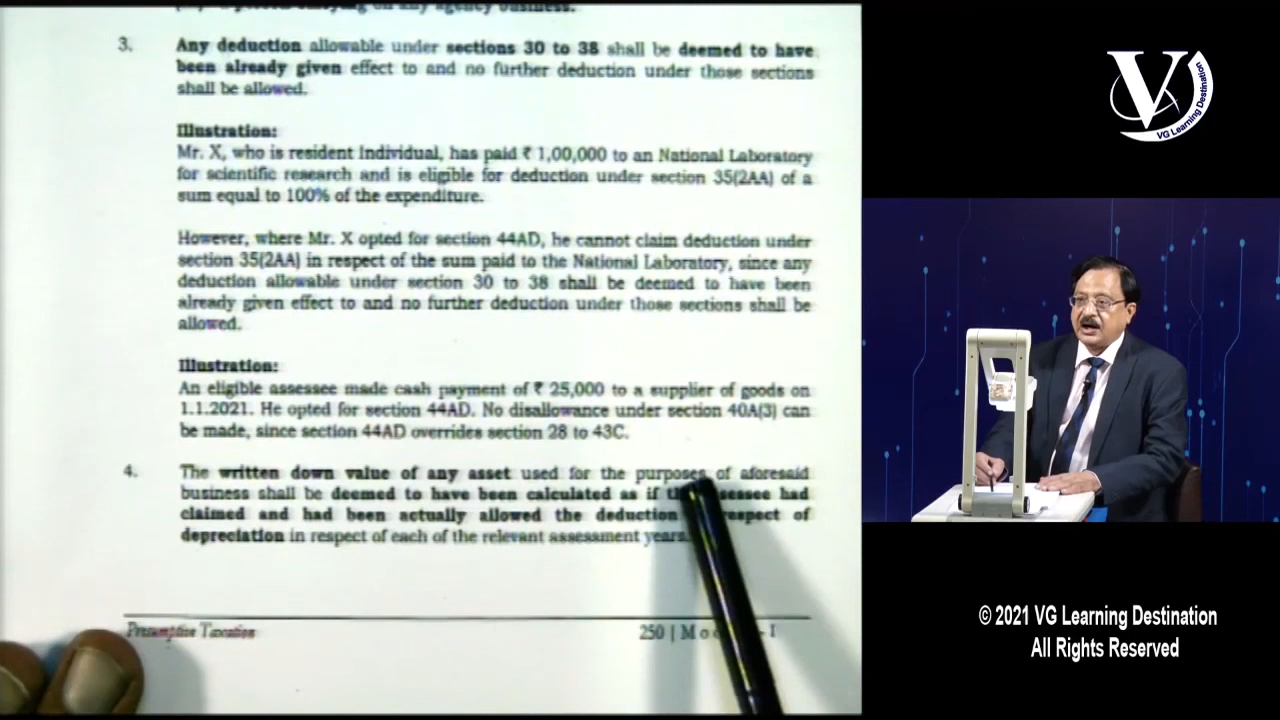 a person carrying on any agency business.
3. Any deduction allowable under sections 30 to 38 shall be deemed to have
been already given effect to and no further deduction under those sections
shall be allowed.
Illustration:
Mr. X, who is resident individual, has paid ₹ 1,00,000 to an National Laboratory
for scientific research and is eligible for deduction under section 35(2AA) of a
sum equal to 100% of the expenditure.
However, where Mr. X opted for section 44AD, he cannot claim deduction under
section 35(2AA) in respect of the sum paid to the National Laboratory, since any
deduction allowable under section 30 to 38 shall be deemed to have been
already given effect to and no further deduction under those sections shall be
allowed.
Illustration:
An eligible assessee made cash payment of ₹ 25,000 to a supplier of goods on
1.1.2021. He opted for section 44AD. No disallowance under section 40A(3) can
be made, since section 44AD overrides section 28 to 43C.
4. The written down value of any asset used for the purposes of aforesaid
business shall be deemed to have been calculated as if had
claimed and had been actually allowed the deduction of
depreciation in respect of each of the relevant assessment years.
Presumptive Taxation 250 | - I
V
VG Learning Destination
© 2021 VG Learning Destination
All Rights Reserved